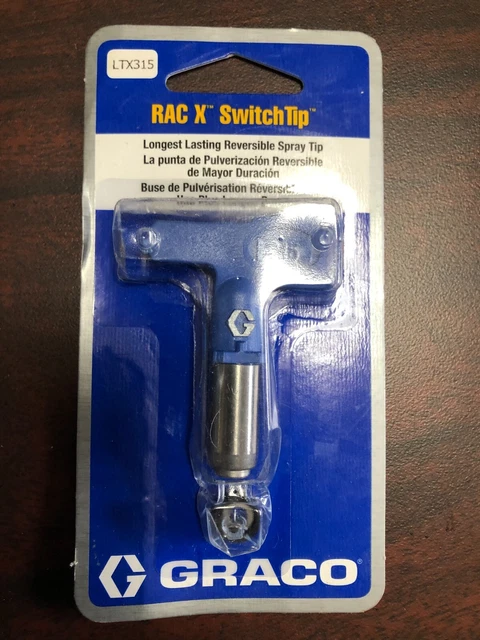 LTX315
RAC X™ SwitchTip™
Longest Lasting Reversible Spray Tip
La punta de Pulverización Reversible
de Mayor Duración
Buse de Pulvérisation
G
GRACO